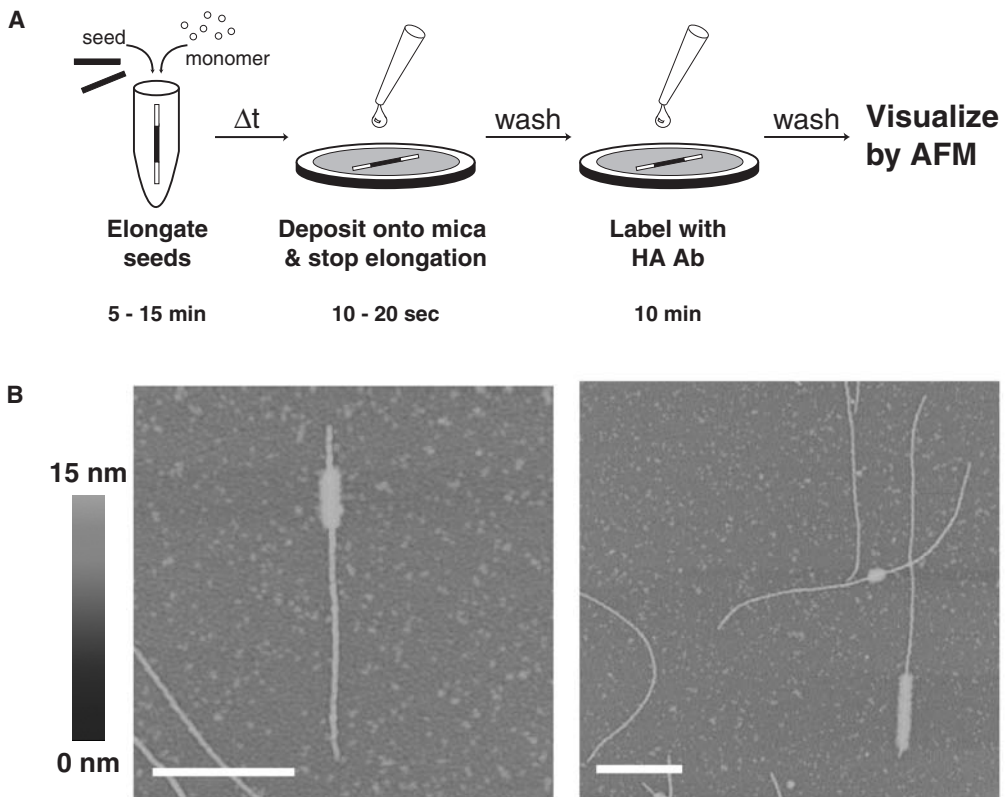 A
seed
monomer
Δt
wash
wash
Visualize
by AFM
Elongate
seeds
Deposit onto mica
& stop elongation
Label with
HA Ab
5 - 15 min
10 - 20 sec
10 min
B
15 nm
0 nm